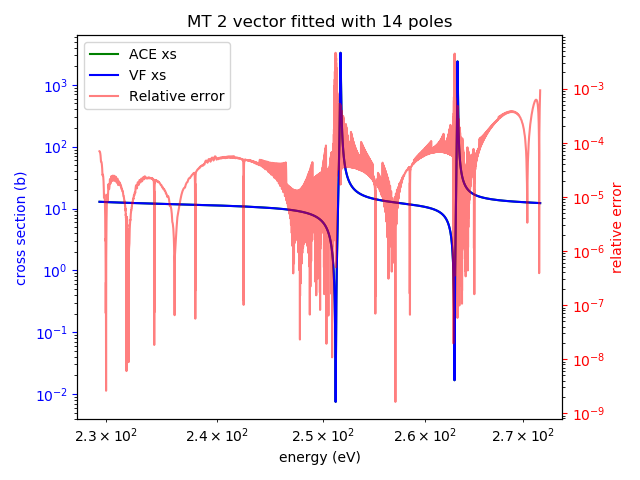 MT 2 vector fitted with 14 poles
ACE xs
VF xs
Relative error
cross section (b)
10³
10²
10¹
10⁰
10⁻¹
10⁻²
10⁻³
10⁻⁴
10⁻⁵
10⁻⁶
10⁻⁷
10⁻⁸
10⁻⁹
relative error
2.3 × 10² 2.4 × 10² 2.5 × 10² 2.6 × 10² 2.7 × 10²
energy (eV)